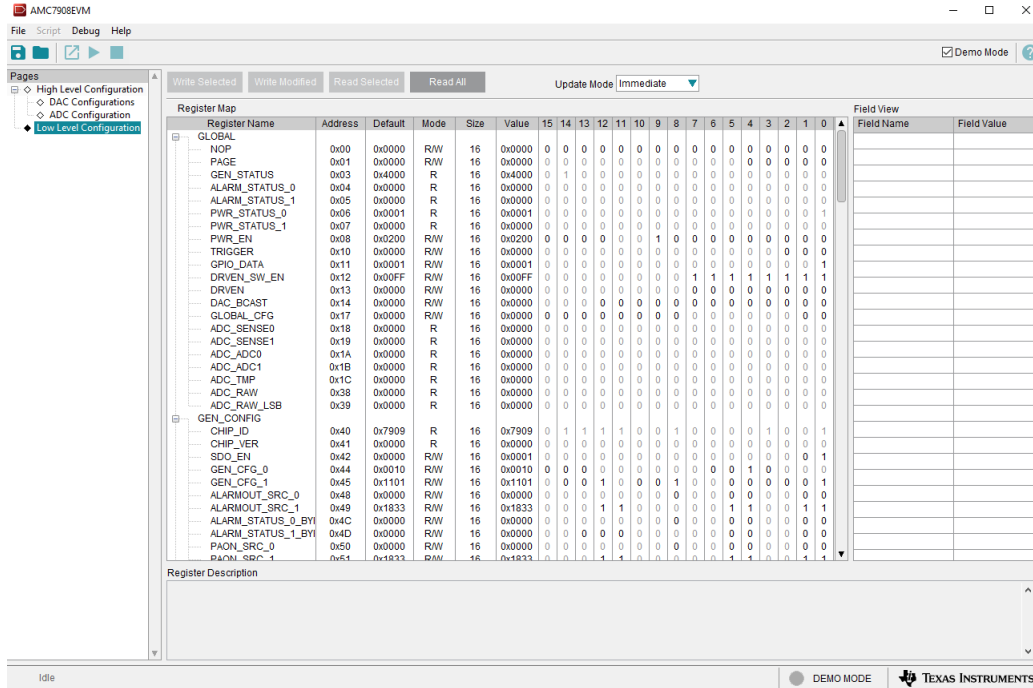 AMC7908EVM
File Script Debug Help
Demo Mode
Pages
High Level Configuration
DAC Configurations
ADC Configuration
Low Level Configuration
Write Selected Write Modified Read Selected Read All Update Mode Immediate
Register Map
Register Name Address Default Mode Size Value 15 14 13 12 11 10 9 8 7 6 5 4 3 2 1 0
GLOBAL
NOP 0x00 0x0000 R/W 16 0x0000 0 0 0 0 0 0 0 0 0 0 0 0 0 0 0 0
PAGE 0x01 0x0000 R/W 16 0x0000 0 0 0 0 0 0 0 0 0 0 0 0 0 0 0 0
GEN_STATUS 0x03 0x4000 R 16 0x4000 0 1 0 0 0 0 0 0 0 0 0 0 0 0 0 0
ALARM_STATUS_0 0x04 0x0000 R 16 0x0000 0 0 0 0 0 0 0 0 0 0 0 0 0 0 0 0
ALARM_STATUS_1 0x05 0x0000 R 16 0x0000 0 0 0 0 0 0 0 0 0 0 0 0 0 0 0 0
PWR_STATUS_0 0x06 0x0001 R 16 0x0001 0 0 0 0 0 0 0 0 0 0 0 0 0 0 0 1
PWR_STATUS_1 0x07 0x0000 R 16 0x0000 0 0 0 0 0 0 0 0 0 0 0 0 0 0 0 0
PWR_EN 0x08 0x0200 R/W 16 0x0200 0 0 0 0 0 0 1 0 0 0 0 0 0 0 0 0
TRIGGER 0x10 0x0000 R/W 16 0x0000 0 0 0 0 0 0 0 0 0 0 0 0 0 0 0 0
GPIO_DATA 0x11 0x0001 R/W 16 0x0001 0 0 0 0 0 0 0 0 0 0 0 0 0 0 0 1
DRVEN_SW_EN 0x12 0x00FF R/W 16 0x00FF 0 0 0 0 0 0 0 0 1 1 1 1 1 1 1 1
DRVEN 0x13 0x0000 R/W 16 0x0000 0 0 0 0 0 0 0 0 0 0 0 0 0 0 0 0
DAC_BCAST 0x14 0x0000 R/W 16 0x0000 0 0 0 0 0 0 0 0 0 0 0 0 0 0 0 0
GLOBAL_CFG 0x17 0x0000 R/W 16 0x0000 0 0 0 0 0 0 0 0 0 0 0 0 0 0 0 0
ADC_SENSE0 0x18 0x0000 R 16 0x0000 0 0 0 0 0 0 0 0 0 0 0 0 0 0 0 0
ADC_SENSE1 0x19 0x0000 R 16 0x0000 0 0 0 0 0 0 0 0 0 0 0 0 0 0 0 0
ADC_ADC0 0x1A 0x0000 R 16 0x0000 0 0 0 0 0 0 0 0 0 0 0 0 0 0 0 0
ADC_ADC1 0x1B 0x0000 R 16 0x0000 0 0 0 0 0 0 0 0 0 0 0 0 0 0 0 0
ADC_TMP 0x1C 0x0000 R 16 0x0000 0 0 0 0 0 0 0 0 0 0 0 0 0 0 0 0
ADC_RAW 0x38 0x0000 R 16 0x0000 0 0 0 0 0 0 0 0 0 0 0 0 0 0 0 0
ADC_RAW_LSB 0x39 0x0000 R 16 0x0000 0 0 0 0 0 0 0 0 0 0 0 0 0 0 0 0
GEN_CONFIG
CHIP_ID 0x40 0x7909 R 16 0x7909 0 1 1 1 1 0 0 1 0 0 0 0 1 0 0 1
CHIP_VER 0x41 0x0000 R 16 0x0000 0 0 0 0 0 0 0 0 0 0 0 0 0 0 0 0
SDO_EN 0x42 0x0000 R/W 16 0x0001 0 0 0 0 0 0 0 0 0 0 0 0 0 0 0 1
GEN_CFG_0 0x44 0x0010 R/W 16 0x0010 0 0 0 0 0 0 0 0 0 0 0 1 0 0 0 0
GEN_CFG_1 0x45 0x1101 R/W 16 0x1101 0 0 0 1 0 0 0 1 0 0 0 0 0 0 0 1
ALARMOUT_SRC_0 0x48 0x0000 R/W 16 0x0000 0 0 0 0 0 0 0 0 0 0 0 0 0 0 0 0
ALARMOUT_SRC_1 0x49 0x1833 R/W 16 0x1833 0 0 0 1 1 0 0 0 0 0 1 1 0 0 1 1
ALARM_STATUS_0_BYI 0x4C 0x0000 R/W 16 0x0000 0 0 0 0 0 0 0 0 0 0 0 0 0 0 0 0
ALARM_STATUS_1_BYI 0x4D 0x0000 R/W 16 0x0000 0 0 0 0 0 0 0 0 0 0 0 0 0 0 0 0
PAON_SRC_0 0x50 0x0000 R/W 16 0x0000 0 0 0 0 0 0 0 0 0 0 0 0 0 0 0 0
PAON_SRC_1 0x51 0x1833 R/W 16 0x1833 0 0 0 1 1 0 0 0 0 0 1 1 0 0 1 1
Field View
Field Name Field Value
Register Description
Idle
DEMO MODE
TEXAS INSTRUMENTS